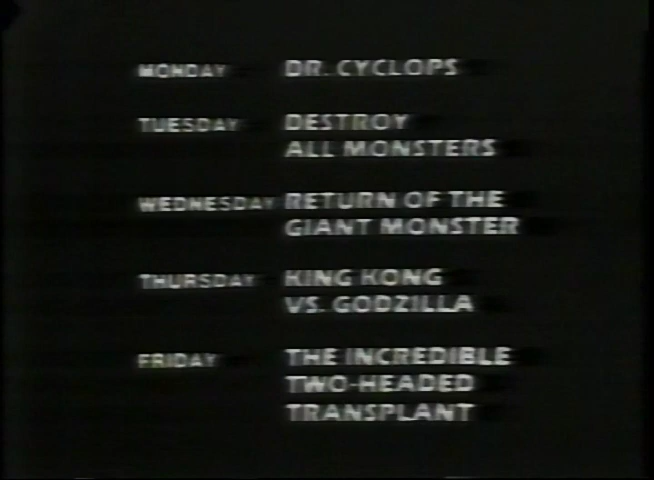 MONDAY DR. CYCLOPS
TUESDAY DESTROY
ALL MONSTERS
WEDNESDAY RETURN OF THE
GIANT MONSTER
THURSDAY KING KONG
VS. GODZILLA
FRIDAY THE INCREDIBLE
TWO-HEADED
TRANSPLANT